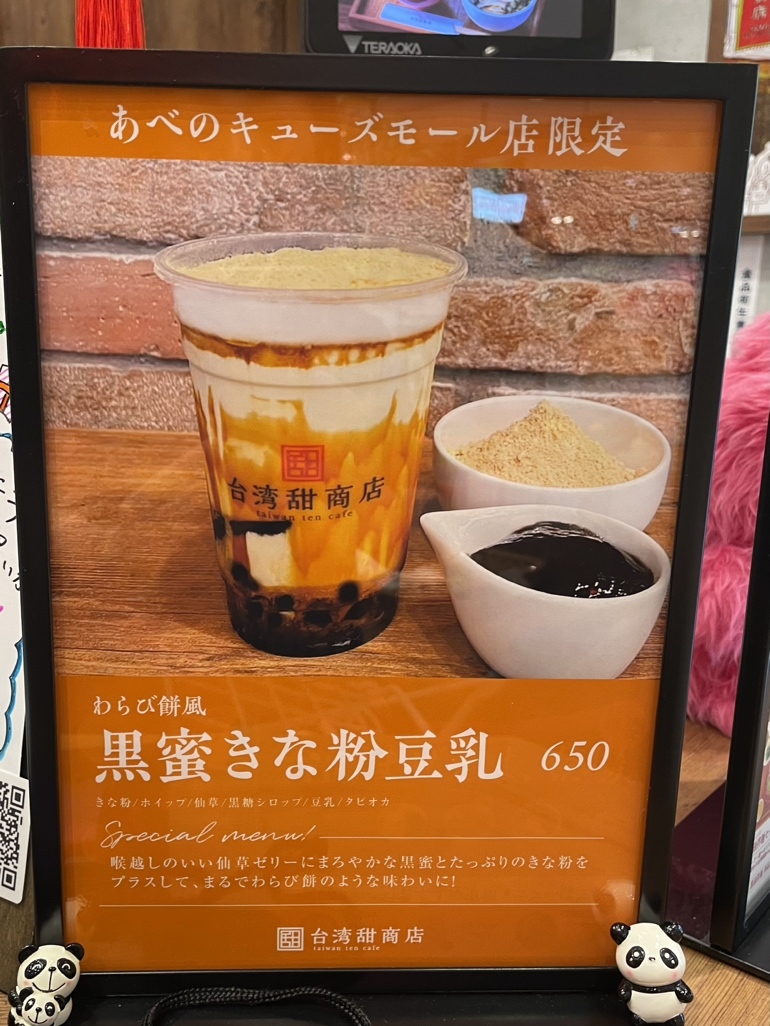 TERAOKA
あべのキューズモール店限定
台湾甜商店
taiwan ten cafe
わらび餅風
黒蜜きな粉豆乳 650
きな粉/ホイップ/仙草/黒糖シロップ/豆乳/タピオカ
Special menu!
喉越しのいい仙草ゼリーにまろやかな黒蜜とたっぷりのきな粉を
プラスして、まるでわらび餅のような味わいに!
台湾甜商店
taiwan ten cafe